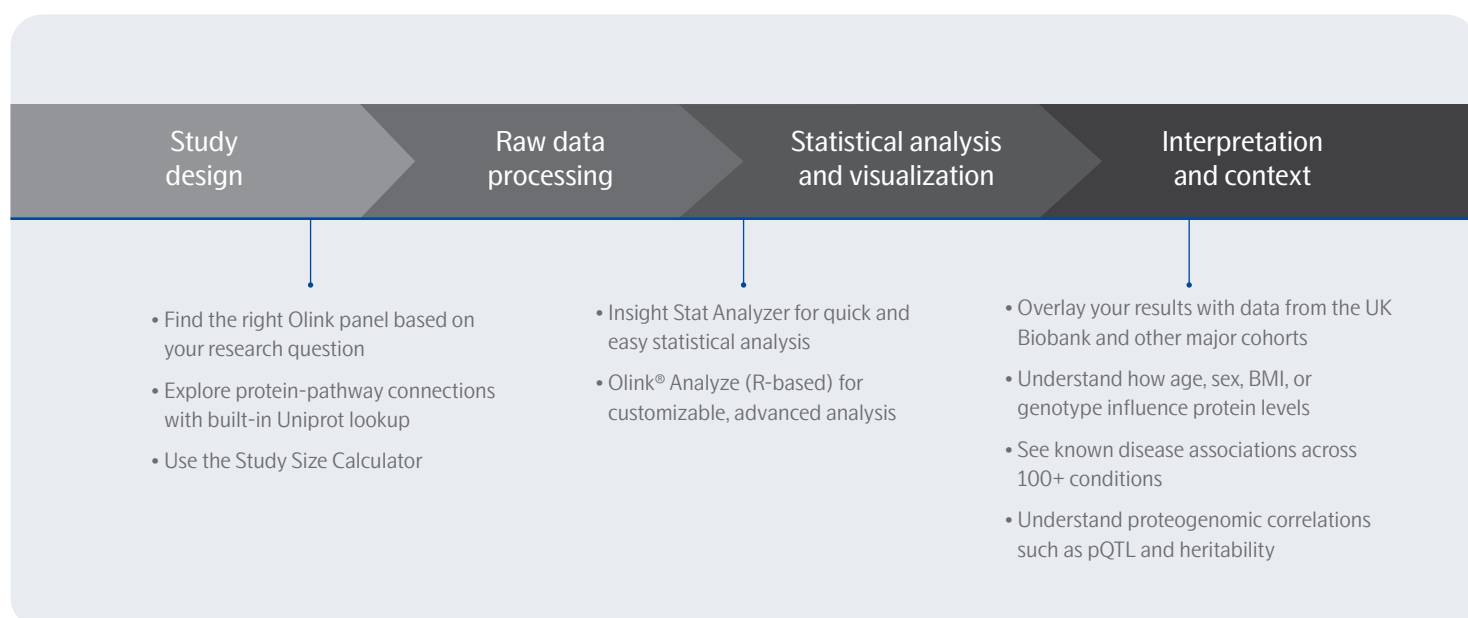 Study
design
Raw data
processing
Statistical analysis
and visualization
Interpretation
and context
• Find the right Olink panel based on
your research question
• Explore protein-pathway connections
with built-in Uniprot lookup
• Use the Study Size Calculator
• Insight Stat Analyzer for quick and
easy statistical analysis
• Olink® Analyze (R-based) for
customizable, advanced analysis
• Overlay your results with data from the UK
Biobank and other major cohorts
• Understand how age, sex, BMI, or
genotype influence protein levels
• See known disease associations across
100+ conditions
• Understand proteogenomic correlations
such as pQTL and heritability